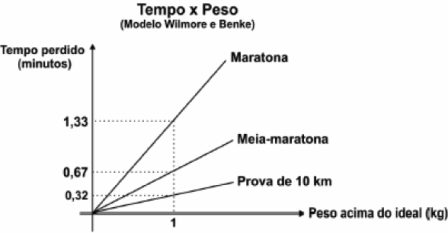 Tempo x Peso
(Modelo Wilmore e Benke)
Tempo perdido
(minutos)
Maratona
1,33
Meia-maratona
0,67
Prova de 10 km
0,32
Peso acima do ideal (kg)
1